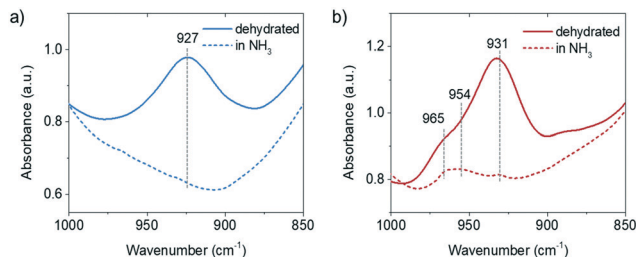 a)
927
dehydrated
in NH₃
1.0
0.8
0.6
Absorbance (a.u.)
1000
950
900
850
Wavenumber (cm⁻¹)
b)
931
dehydrated
in NH₃
954
965
1.2
1.0
0.8
Absorbance (a.u.)
1000
950
900
850
Wavenumber (cm⁻¹)